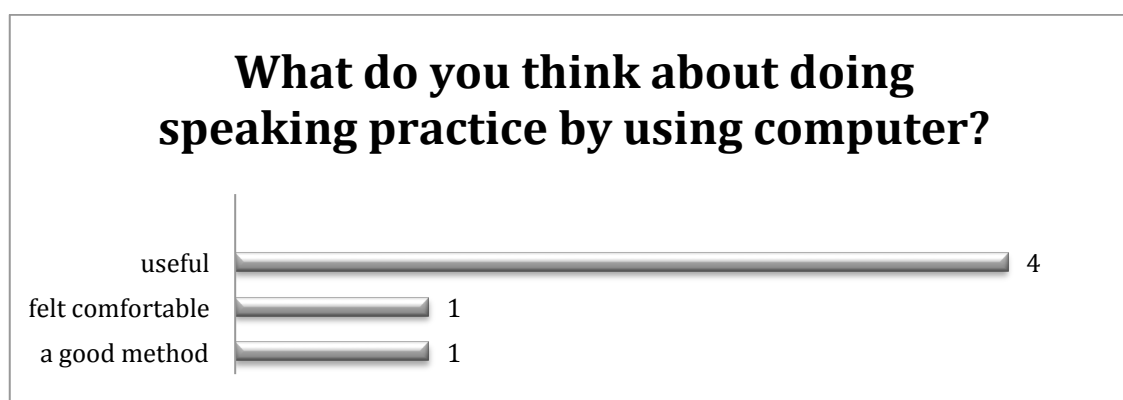 What do you think about doing
speaking practice by using computer?
useful 4
felt comfortable 1
a good method 1